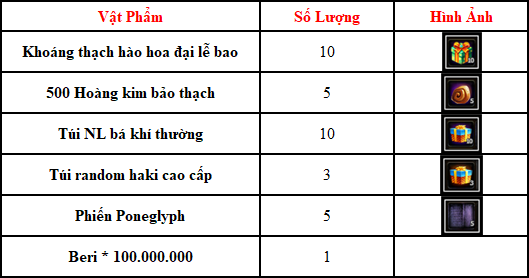 Vật Phẩm Số Lượng Hình Ảnh
Khoáng thạch hào hoa đại lễ bao 10 10
500 Hoàng kim bảo thạch 5 5
Túi NL bá khí thường 10 10
Túi random haki cao cấp 3 3
Phiến Poneglyph 5 5
Beri * 100.000.000 1